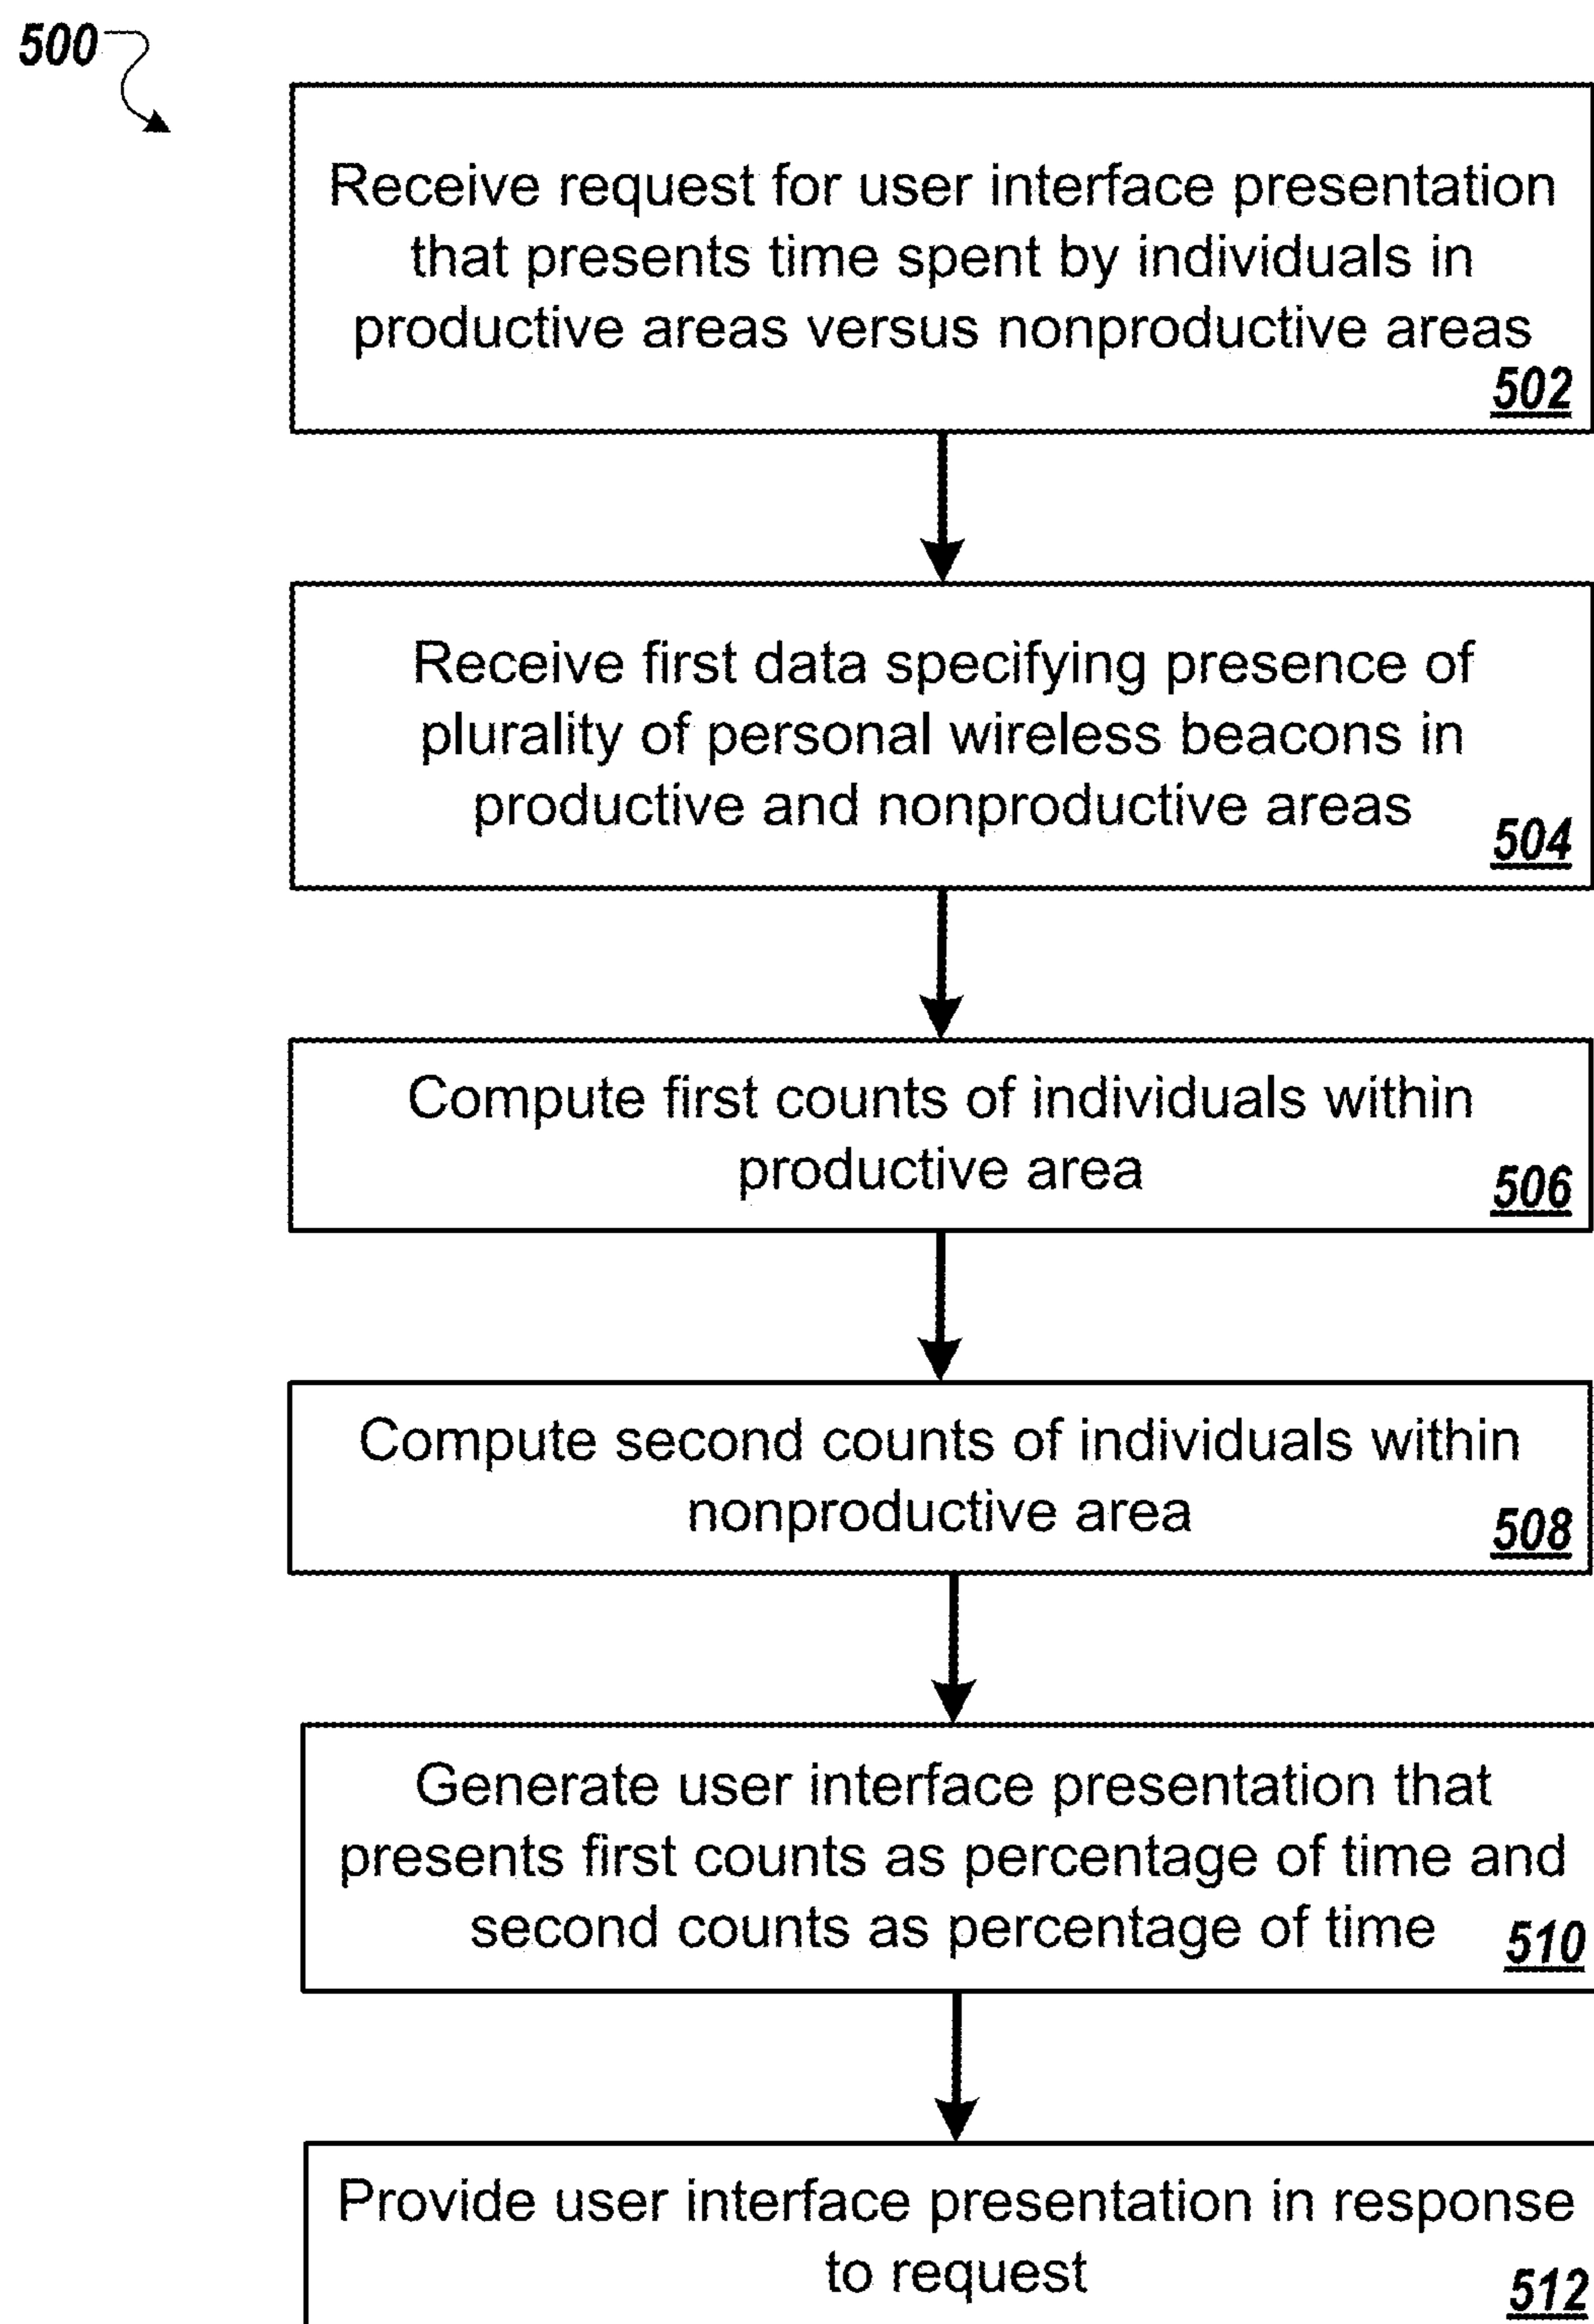 500
Receive request for user interface presentation
that presents time spent by individuals in
productive areas versus nonproductive areas
502
Receive first data specifying presence of
plurality of personal wireless beacons in
productive and nonproductive areas
504
Compute first counts of individuals within
productive area
506
Compute second counts of individuals within
nonproductive area
508
Generate user interface presentation that
presents first counts as percentage of time and
second counts as percentage of time
510
Provide user interface presentation in response
to request
512